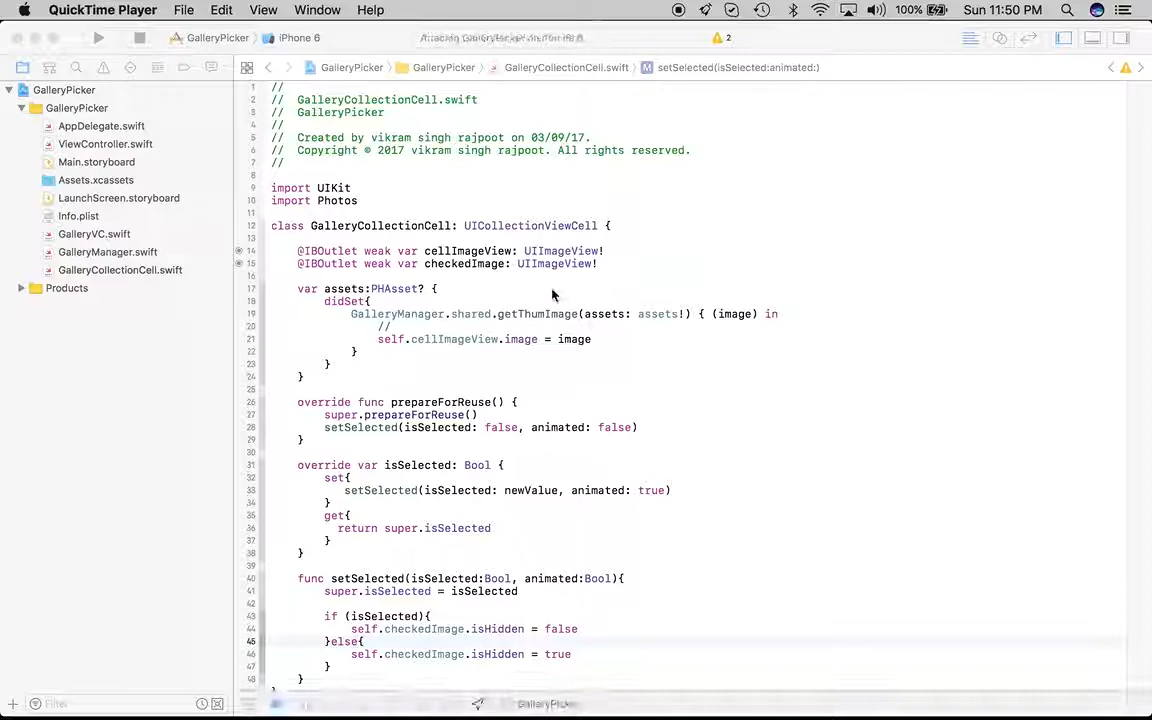 QuickTime Player File Edit View Window Help 100% Sun 11:50 PM
GalleryPicker iPhone 6 2
GalleryPicker GalleryPicker GalleryCollectionCell.swift setSelected(isSelected:animated:)
GalleryPicker
GalleryPicker
AppDelegate.swift
ViewController.swift
Main.storyboard
Assets.xcassets
LaunchScreen.storyboard
Info.plist
GalleryVC.swift
GalleryManager.swift
GalleryCollectionCell.swift
Products
1 //
2 // GalleryCollectionCell.swift
3 // GalleryPicker
4 //
5 // Created by vikram singh rajpoot on 03/09/17.
6 // Copyright © 2017 vikram singh rajpoot. All rights reserved.
7 //
8
9 import UIKit
10 import Photos
11
12 class GalleryCollectionCell: UICollectionViewCell {
13
14 @IBOutlet weak var cellImageView: UIImageView!
15 @IBOutlet weak var checkedImage: UIImageView!
16
17 var assets:PHAsset? {
18 didSet{
19 GalleryManager.shared.getThumImage(assets: assets!) { (image) in
20 //
21 self.cellImageView.image = image
22 }
23 }
24 }
25
26 override func prepareForReuse() {
27 super.prepareForReuse()
28 setSelected(isSelected: false, animated: false)
29 }
30
31 override var isSelected: Bool {
32 set{
33 setSelected(isSelected: newValue, animated: true)
34 }
35 get{
36 return super.isSelected
37 }
38 }
39
40 func setSelected(isSelected:Bool, animated:Bool){
41 super.isSelected = isSelected
42
43 if (isSelected){
44 self.checkedImage.isHidden = false
45 }else{
46 self.checkedImage.isHidden = true
47 }
48 }
Filter GalleryPicker